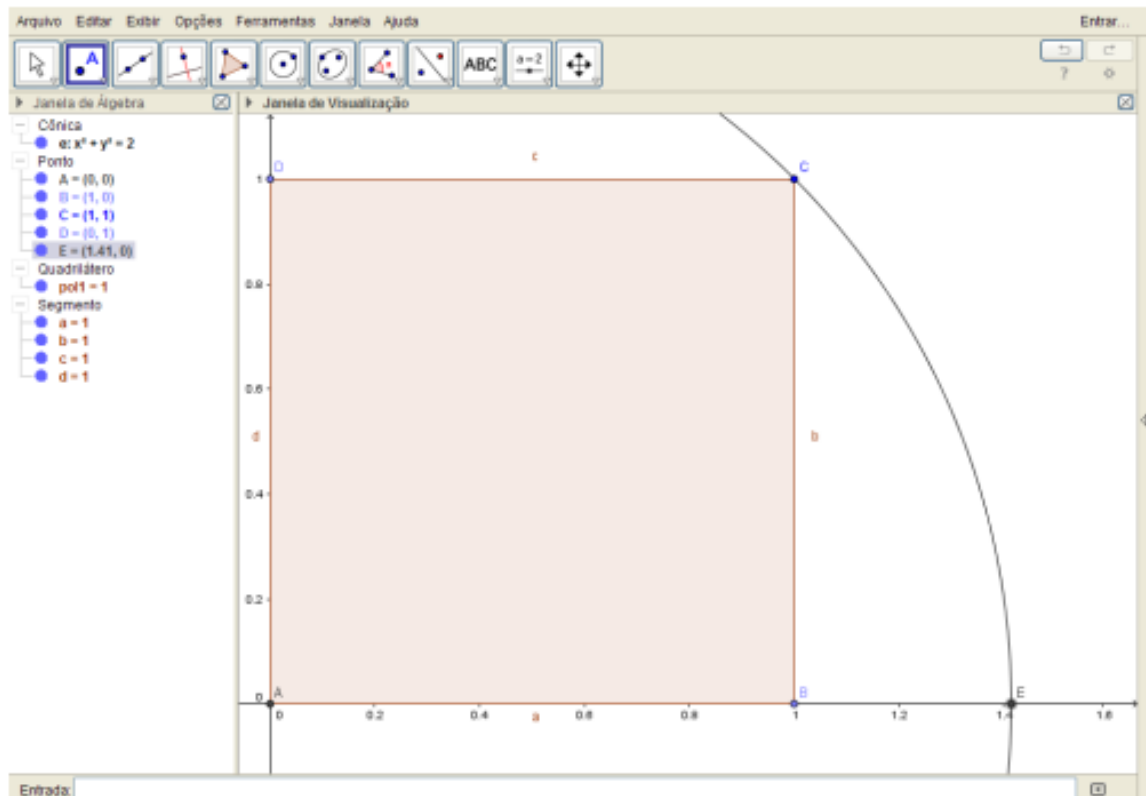 Arquivo Editar Exibir Opções Ferramentas Janela Ajuda Entrar...
A ABC a=2 ?
Janela de Álgebra
Janela de Visualização
Cônica
e: x² + y² = 2
Ponto
A = (0, 0)
B = (1, 0)
C = (1, 1)
D = (0, 1)
E = (1.41, 0)
Quadrilátero
pol1 = 1
Segmento
a = 1
b = 1
c = 1
d = 1
c
D C
1
0.8
0.6
d b
0.4
0.2
0 A B E
0 0.2 0.4 a 0.6 0.8 1 1.2 1.4 1.6
Entrada: